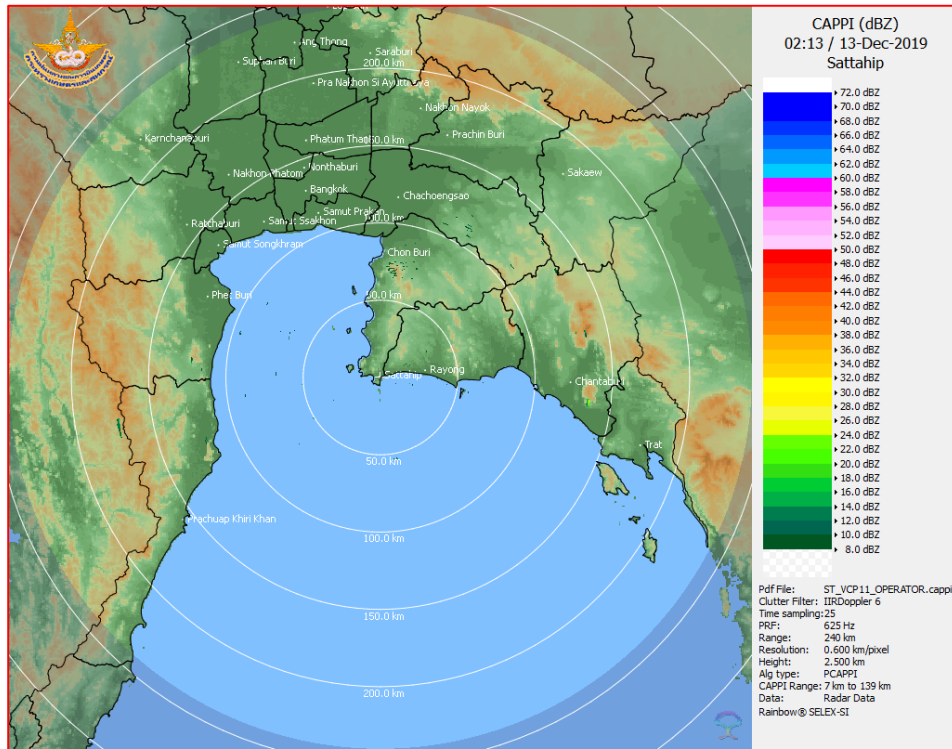 Ang Thong
Saraburi
Suphan Buri
200.0 km
Pra Nakhon Si Ayutthaya
Nakhon Nayok
Karnchanaburi
Phatum Thani
150.0 km
Prachin Buri
Nonthaburi
Nakhon Phatom
Sakaew
Bangkok
Chachoengsao
Samut Prakan
Ratchaburi
Samut Ssakhon
100.0 km
Samut Songkhram
Chon Buri
Phet Buri
50.0 km
Rayong
Sattahip
Chantaburi
Trat
50.0 km
Prachuap Khiri Khan
100.0 km
150.0 km
200.0 km
CAPPI (dBZ)
02:13 / 13-Dec-2019
Sattahip
72.0 dBZ
70.0 dBZ
68.0 dBZ
66.0 dBZ
64.0 dBZ
62.0 dBZ
60.0 dBZ
58.0 dBZ
56.0 dBZ
54.0 dBZ
52.0 dBZ
50.0 dBZ
48.0 dBZ
46.0 dBZ
44.0 dBZ
42.0 dBZ
40.0 dBZ
38.0 dBZ
36.0 dBZ
34.0 dBZ
32.0 dBZ
30.0 dBZ
28.0 dBZ
26.0 dBZ
24.0 dBZ
22.0 dBZ
20.0 dBZ
18.0 dBZ
16.0 dBZ
14.0 dBZ
12.0 dBZ
10.0 dBZ
8.0 dBZ
Pdf File: ST_VCP11_OPERATOR.cappi
Clutter Filter: IIRDoppler 6
Time sampling:25
PRF: 625 Hz
Range: 240 km
Resolution: 0.600 km/pixel
Height: 2.500 km
Alg type: PCAPPI
CAPPI Range: 7 km to 139 km
Data: Radar Data
Rainbow® SELEX-SI